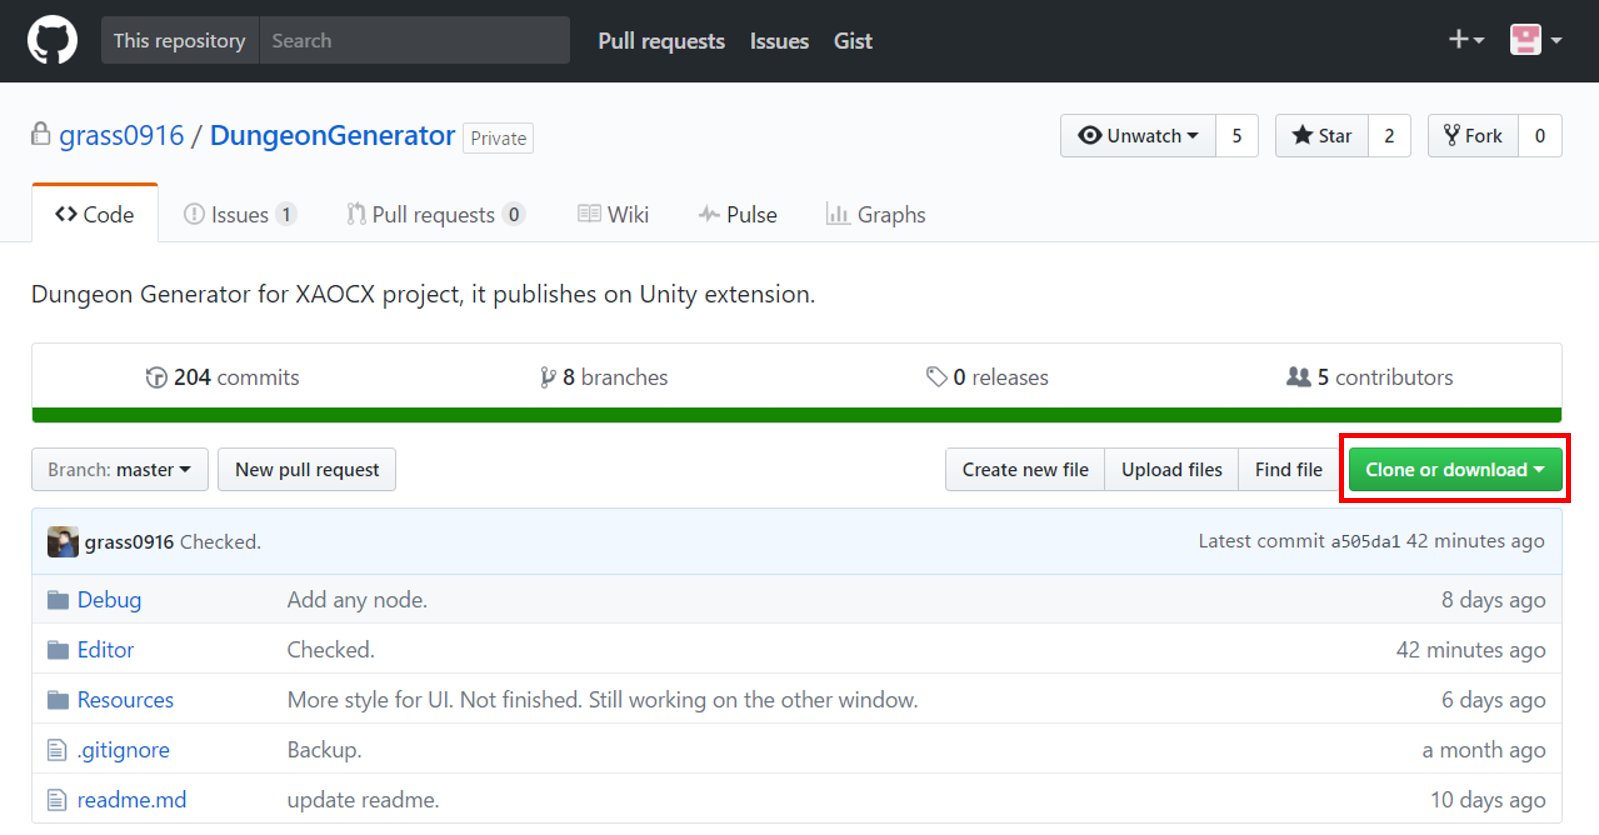 This repository Search Pull requests Issues Gist
grass0916 / DungeonGenerator Private Unwatch 5 Star 2 Fork 0
Code Issues 1 Pull requests 0 Wiki Pulse Graphs
Dungeon Generator for XAOCX project, it publishes on Unity extension.
204 commits 8 branches 0 releases 5 contributors
Branch: master New pull request Create new file Upload files Find file Clone or download
grass0916 Checked. Latest commit a505da1 42 minutes ago
Debug Add any node. 8 days ago
Editor Checked. 42 minutes ago
Resources More style for UI. Not finished. Still working on the other window. 6 days ago
.gitignore Backup. a month ago
readme.md update readme. 10 days ago